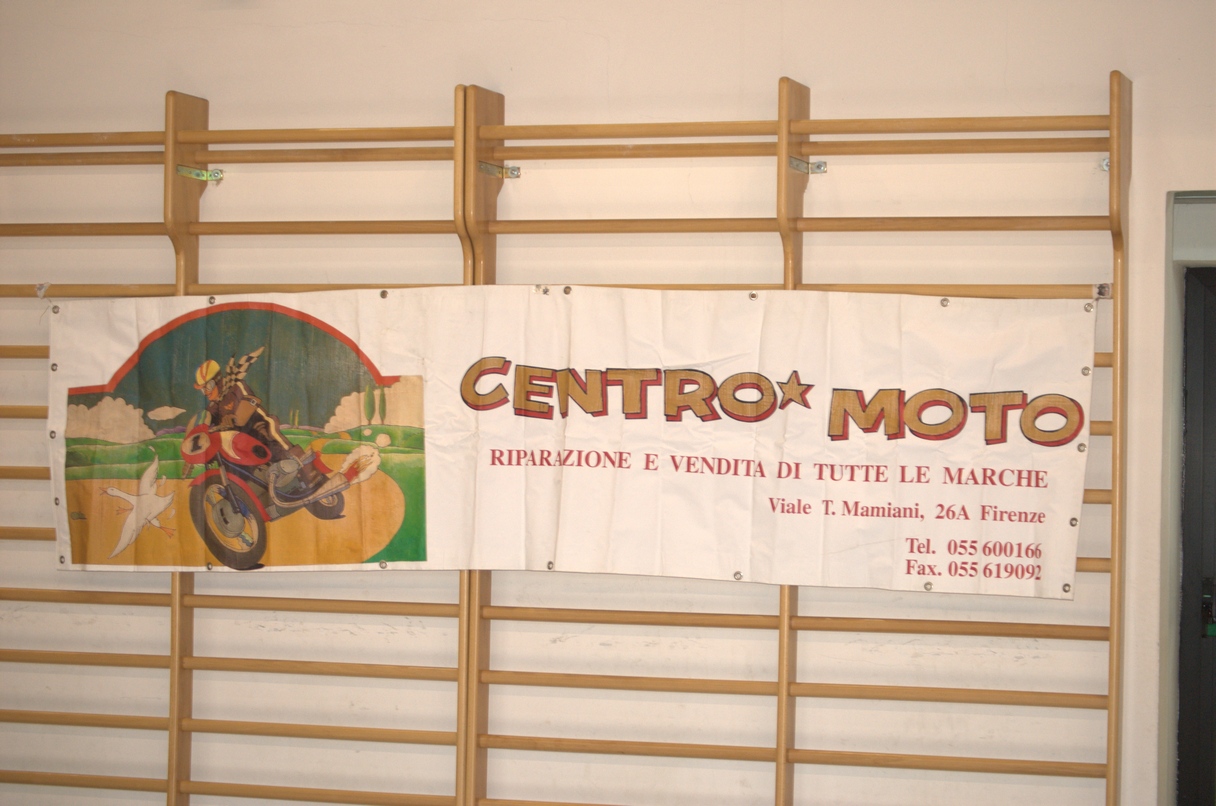 CENTRO★MOTO
RIPARAZIONE E VENDITA DI TUTTE LE MARCHE
Viale T. Mamiani, 26A Firenze
Tel. 055 600166
Fax. 055 619092